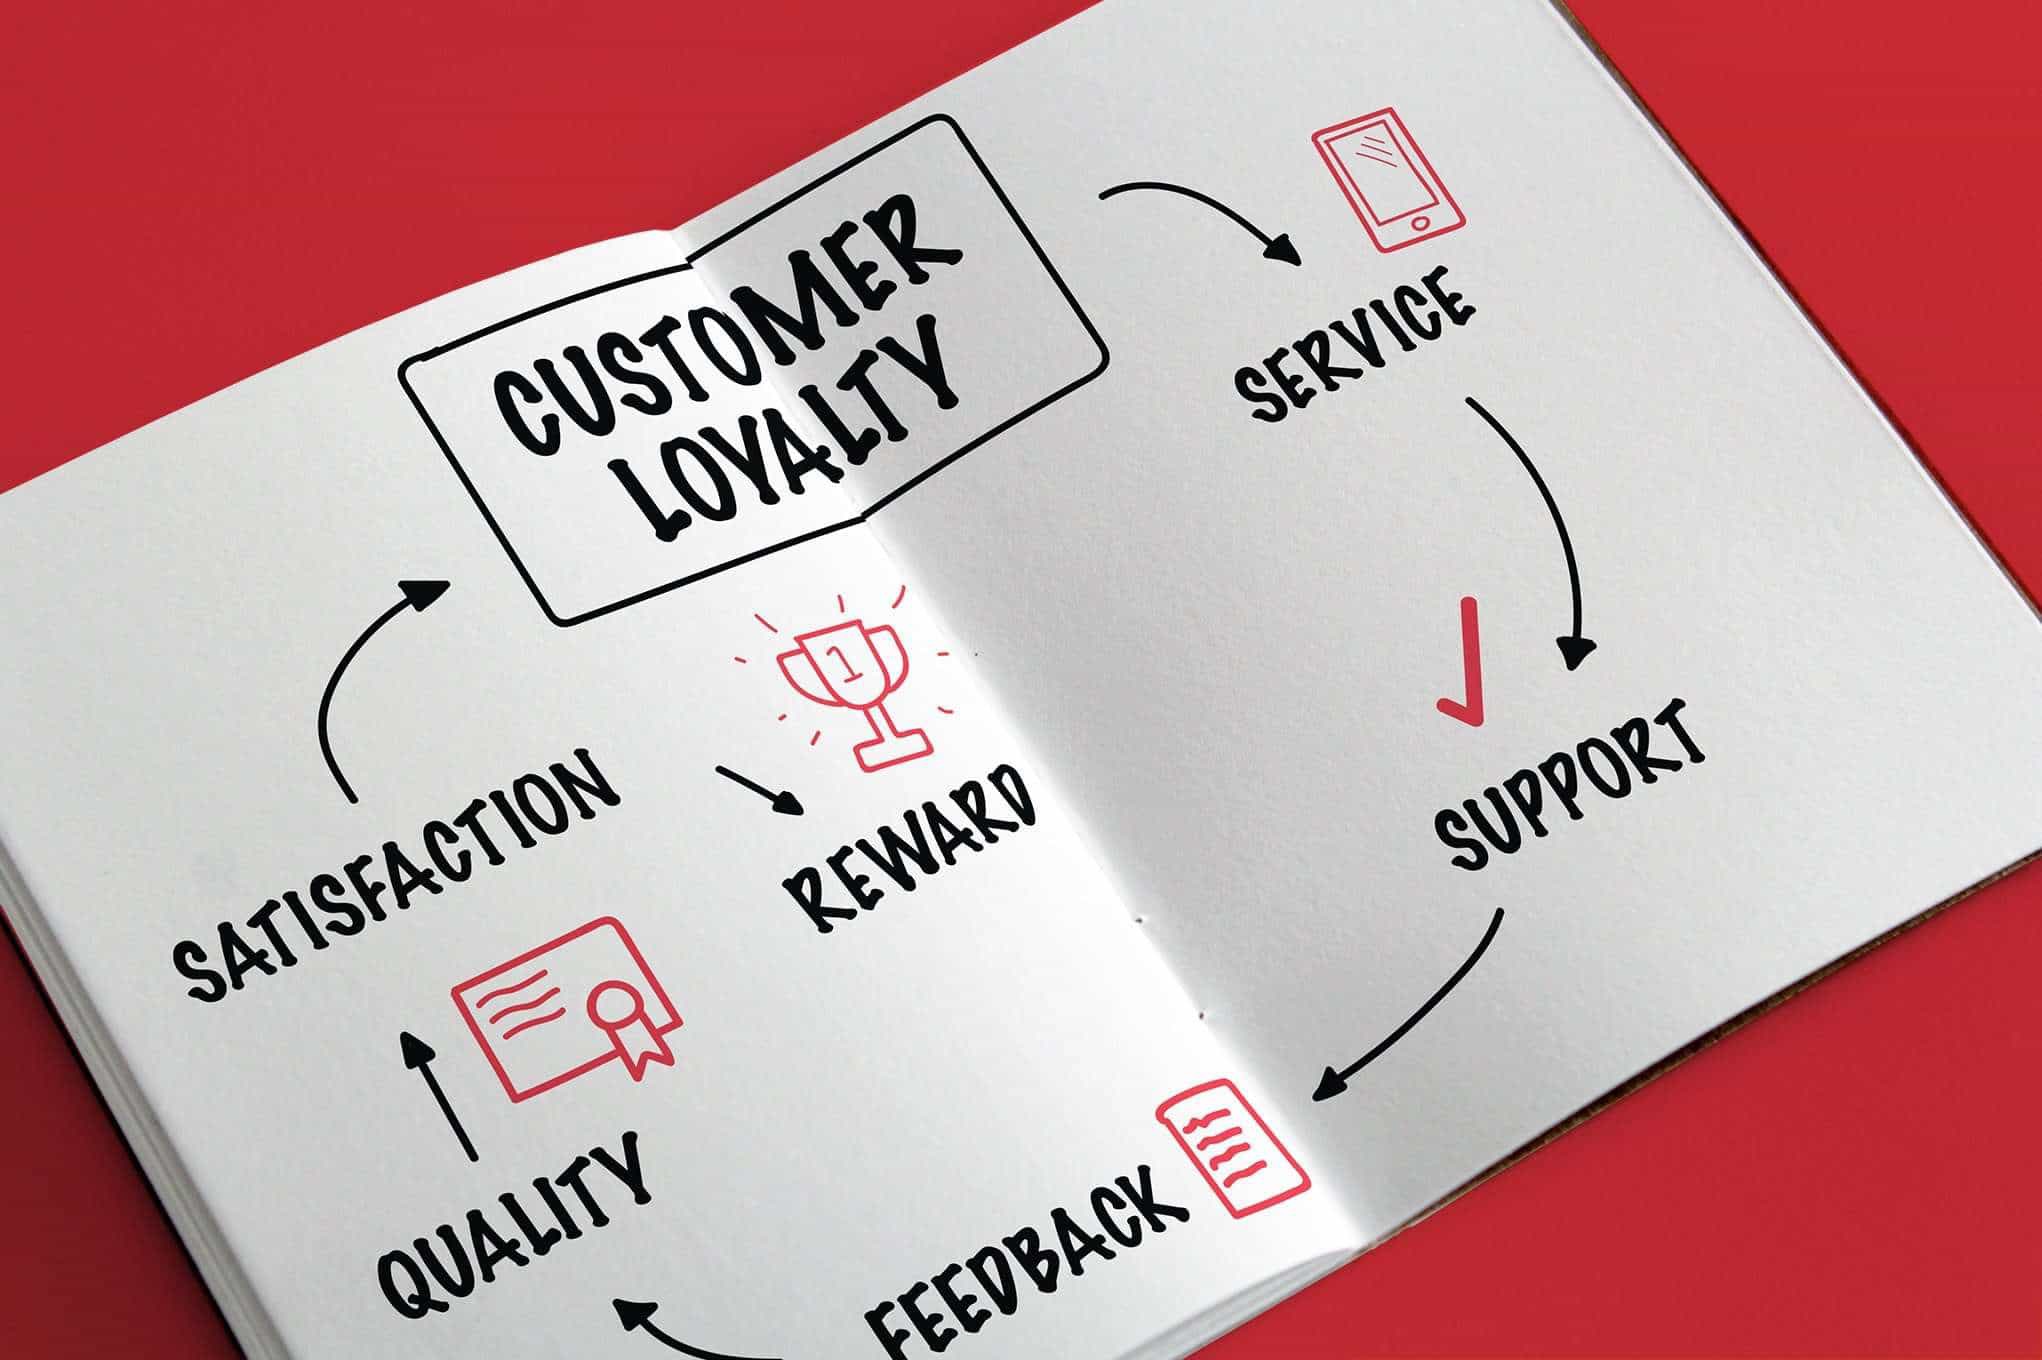 CUSTOMER
LOYALTY
SERVICE
SUPPORT
FEEDBACK
QUALITY
SATISFACTION
REWARD
1